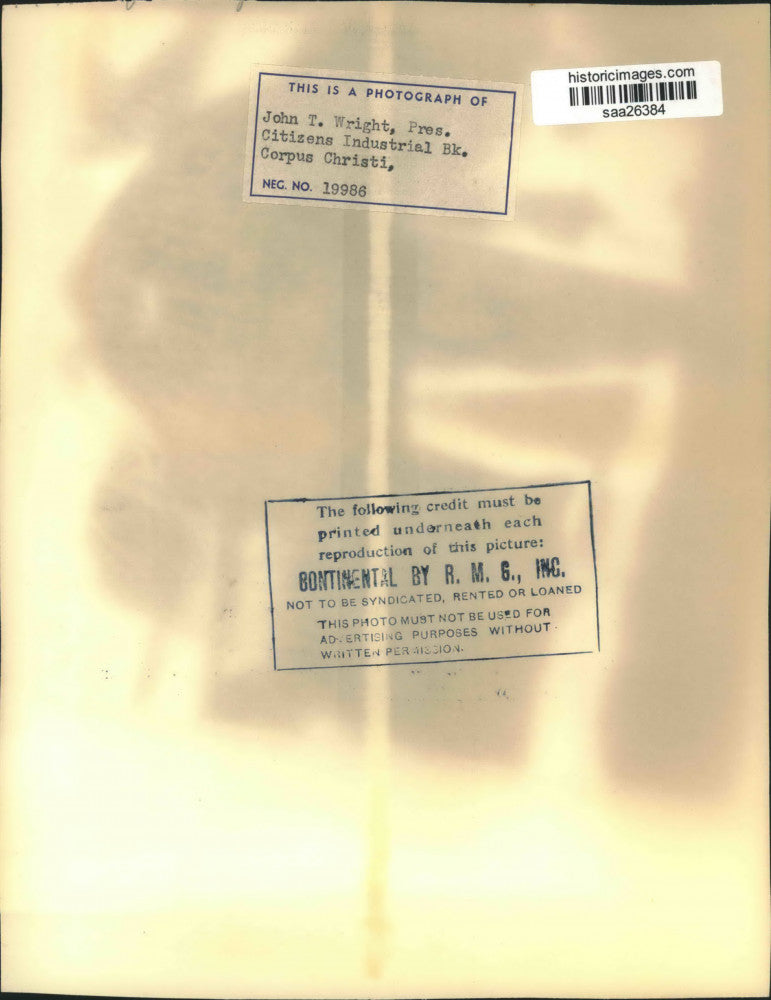 THIS IS A PHOTOGRAPH OF
John T. Wright, Pres.
Citizens Industrial Bk.
Corpus Christi,
NEG. NO. 19986
historicimages.com
saa26384
The following credit must be
printed underneath each
reproduction of this picture:
CONTINENTAL BY R. M. G., INC.
NOT TO BE SYNDICATED, RENTED OR LOANED
THIS PHOTO MUST NOT BE USED FOR
ADVERTISING PURPOSES WITHOUT
WRITTEN PERMISSION.